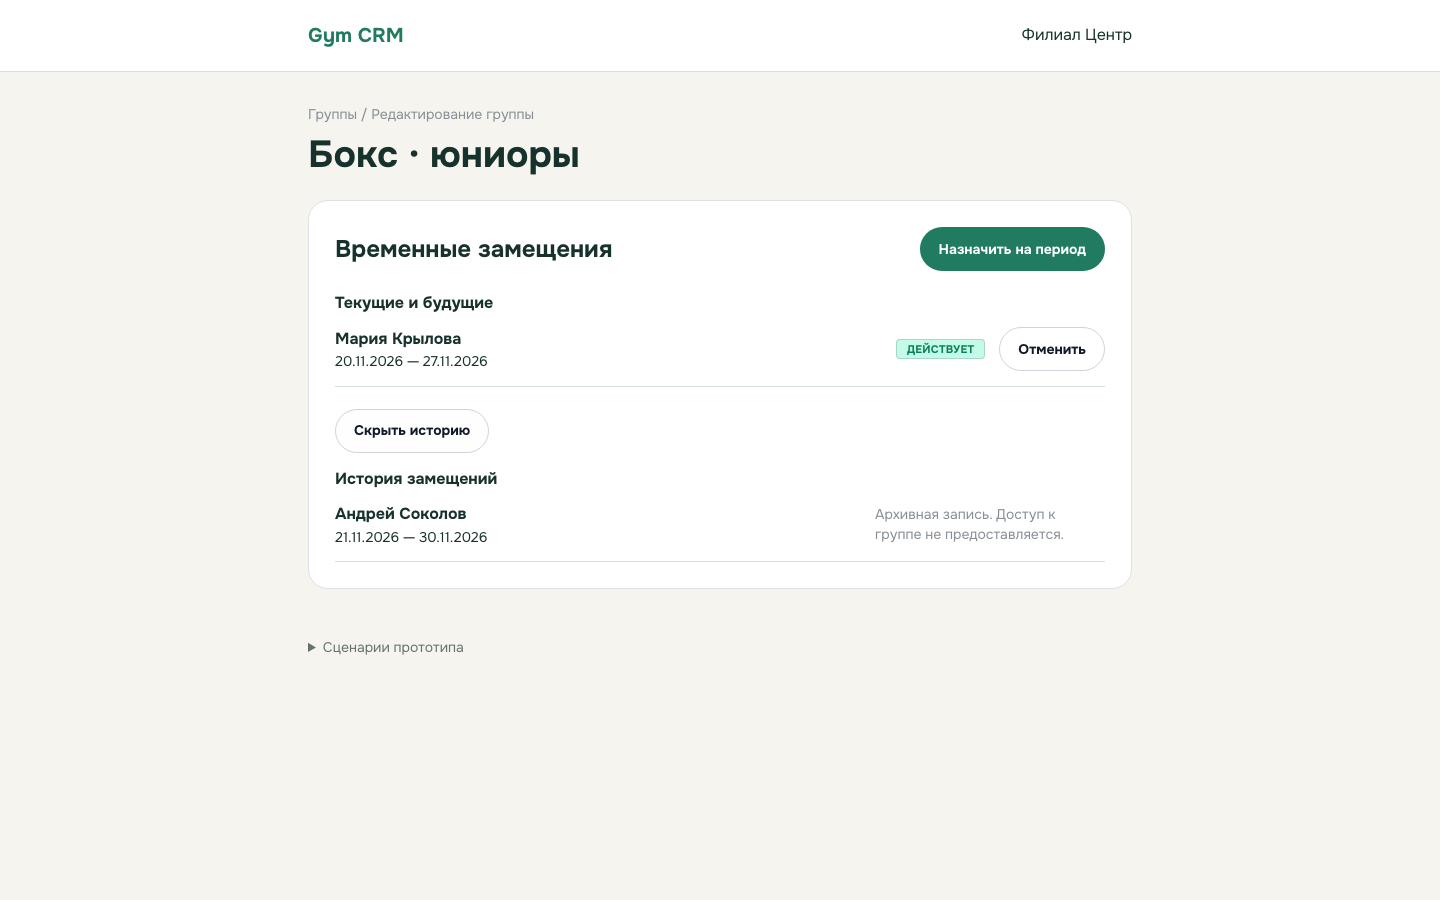 Gym CRM
Филиал Центр
Группы / Редактирование группы
Бокс · юниоры
Временные замещения
Назначить на период
Текущие и будущие
Мария Крылова
20.11.2026 — 27.11.2026
ДЕЙСТВУЕТ
Отменить
Скрыть историю
История замещений
Андрей Соколов
21.11.2026 — 30.11.2026
Архивная запись. Доступ к
группе не предоставляется.
Сценарии прототипа